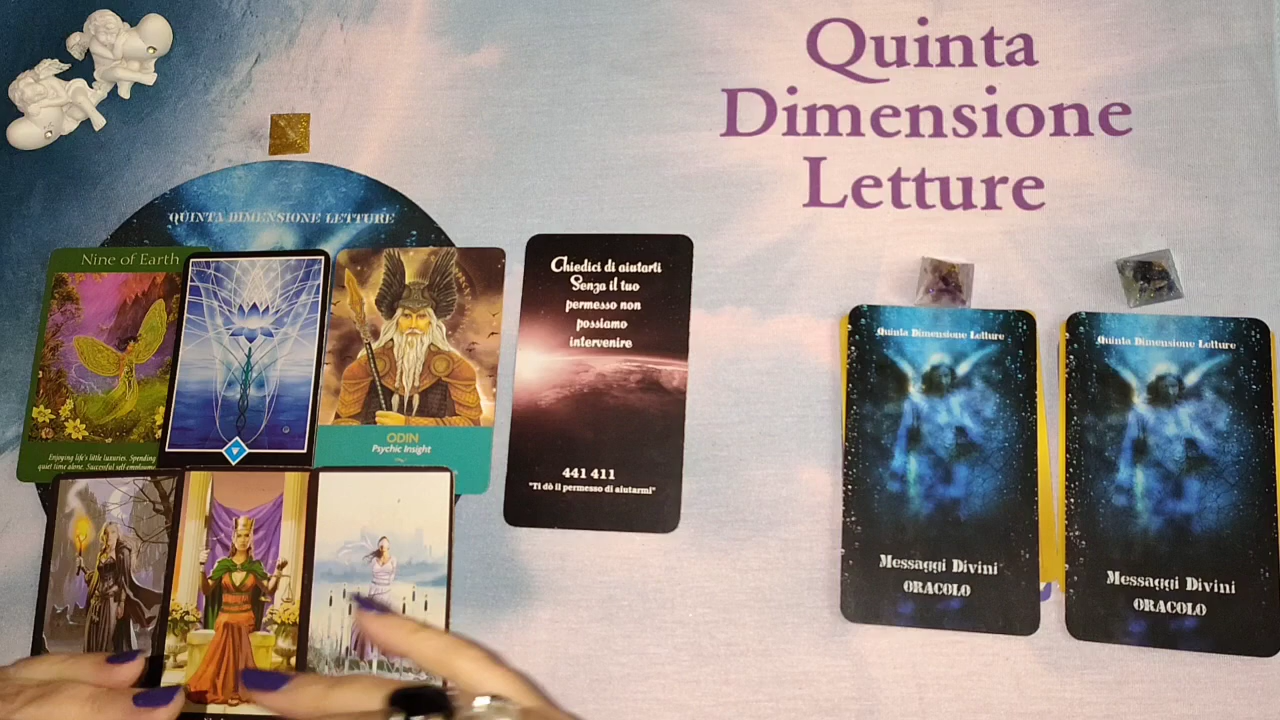 Quinta
Dimensione
Letture
QUINTA DIMENSIONE LETTURE
Nine of Earth
Enjoying life's little luxuries. Spending
quiet time alone. Successful self employme
ODIN
Psychic Insight
Chiedici di aiutarti
Senza il tuo
permesso non
possiamo
intervenire
441 411
"Ti dò il permesso di aiutarmi"
Quinta Dimensione Letture
Messaggi Divini
ORACOLO
Quinta Dimensione Letture
Messaggi Divini
ORACOLO